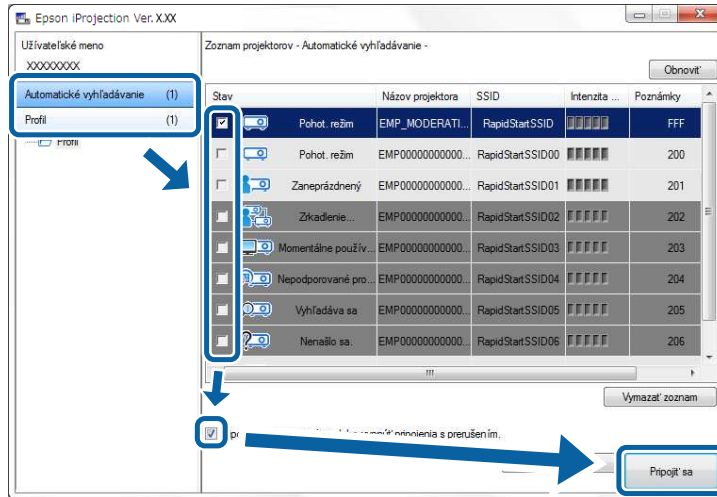 Epson iProjection Ver. X.XX
Užívateľské meno
XXXXXXXX
Automatické vyhľadávanie (1)
Profil (1)
Profil
Zoznam projektorov - Automatické vyhľadávanie -
Obnoviť
Stav Názov projektora SSID Intenzita ... Poznámky
Pohot. režim EMP_MODERATI... RapidStartSSID FFF
Pohot. režim EMP00000000000... RapidStartSSID00 200
Zaneprázdnený EMP00000000000... RapidStartSSID01 201
Zrkadlenie... EMP00000000000... RapidStartSSID02 202
Momentálne použív... EMP00000000000... RapidStartSSID03 203
Nepodporované pro... EMP00000000000... RapidStartSSID04 204
Vyhľadáva sa EMP00000000000... RapidStartSSID05 205
Nenašlo sa. EMP00000000000... RapidStartSSID06 206
Vymazať zoznam
pripojenia s prerušením.
Pripojiť sa